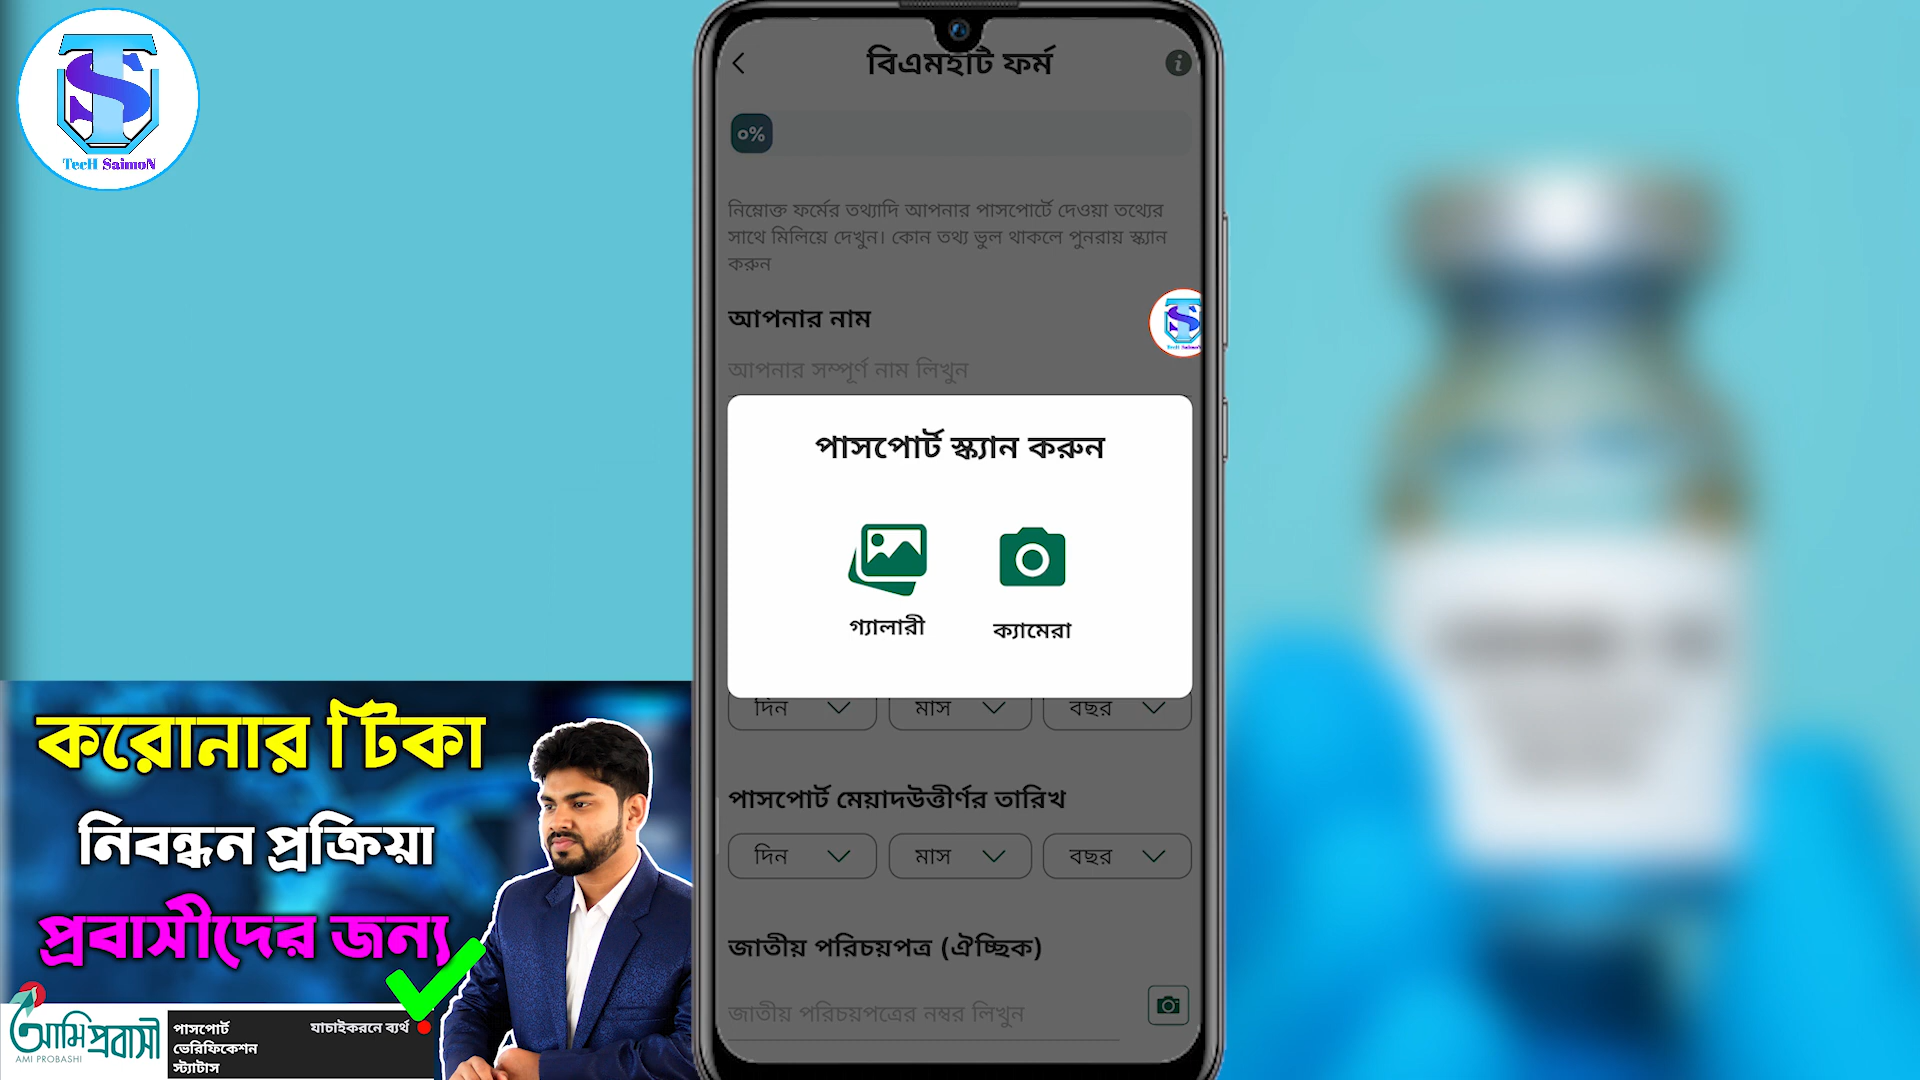 TecH SaimoN
বিএমইটি ফর্ম
০%
নিম্নোক্ত ফর্মের তথ্যাদি আপনার পাসপোর্টে দেওয়া তথ্যের
সাথে মিলিয়ে দেখুন। কোন তথ্য ভুল থাকলে পুনরায় স্ক্যান
করুন
আপনার নাম
আপনার সম্পূর্ণ নাম লিখুন
TecH SaimoN
পাসপোর্ট স্ক্যান করুন
গ্যালারী
ক্যামেরা
দিন
মাস
বছর
পাসপোর্ট মেয়াদউত্তীর্ণর তারিখ
দিন
মাস
বছর
জাতীয় পরিচয়পত্র (ঐচ্ছিক)
জাতীয় পরিচয়পত্রের নম্বর লিখুন
করোনার টিকা
নিবন্ধন প্রক্রিয়া
প্রবাসীদের জন্য
আমি প্রবাসী
AMI PROBASHI
পাসপোর্ট
ভেরিফিকেশন
স্ট্যাটাস
যাচাইকরনে ব্যর্থ